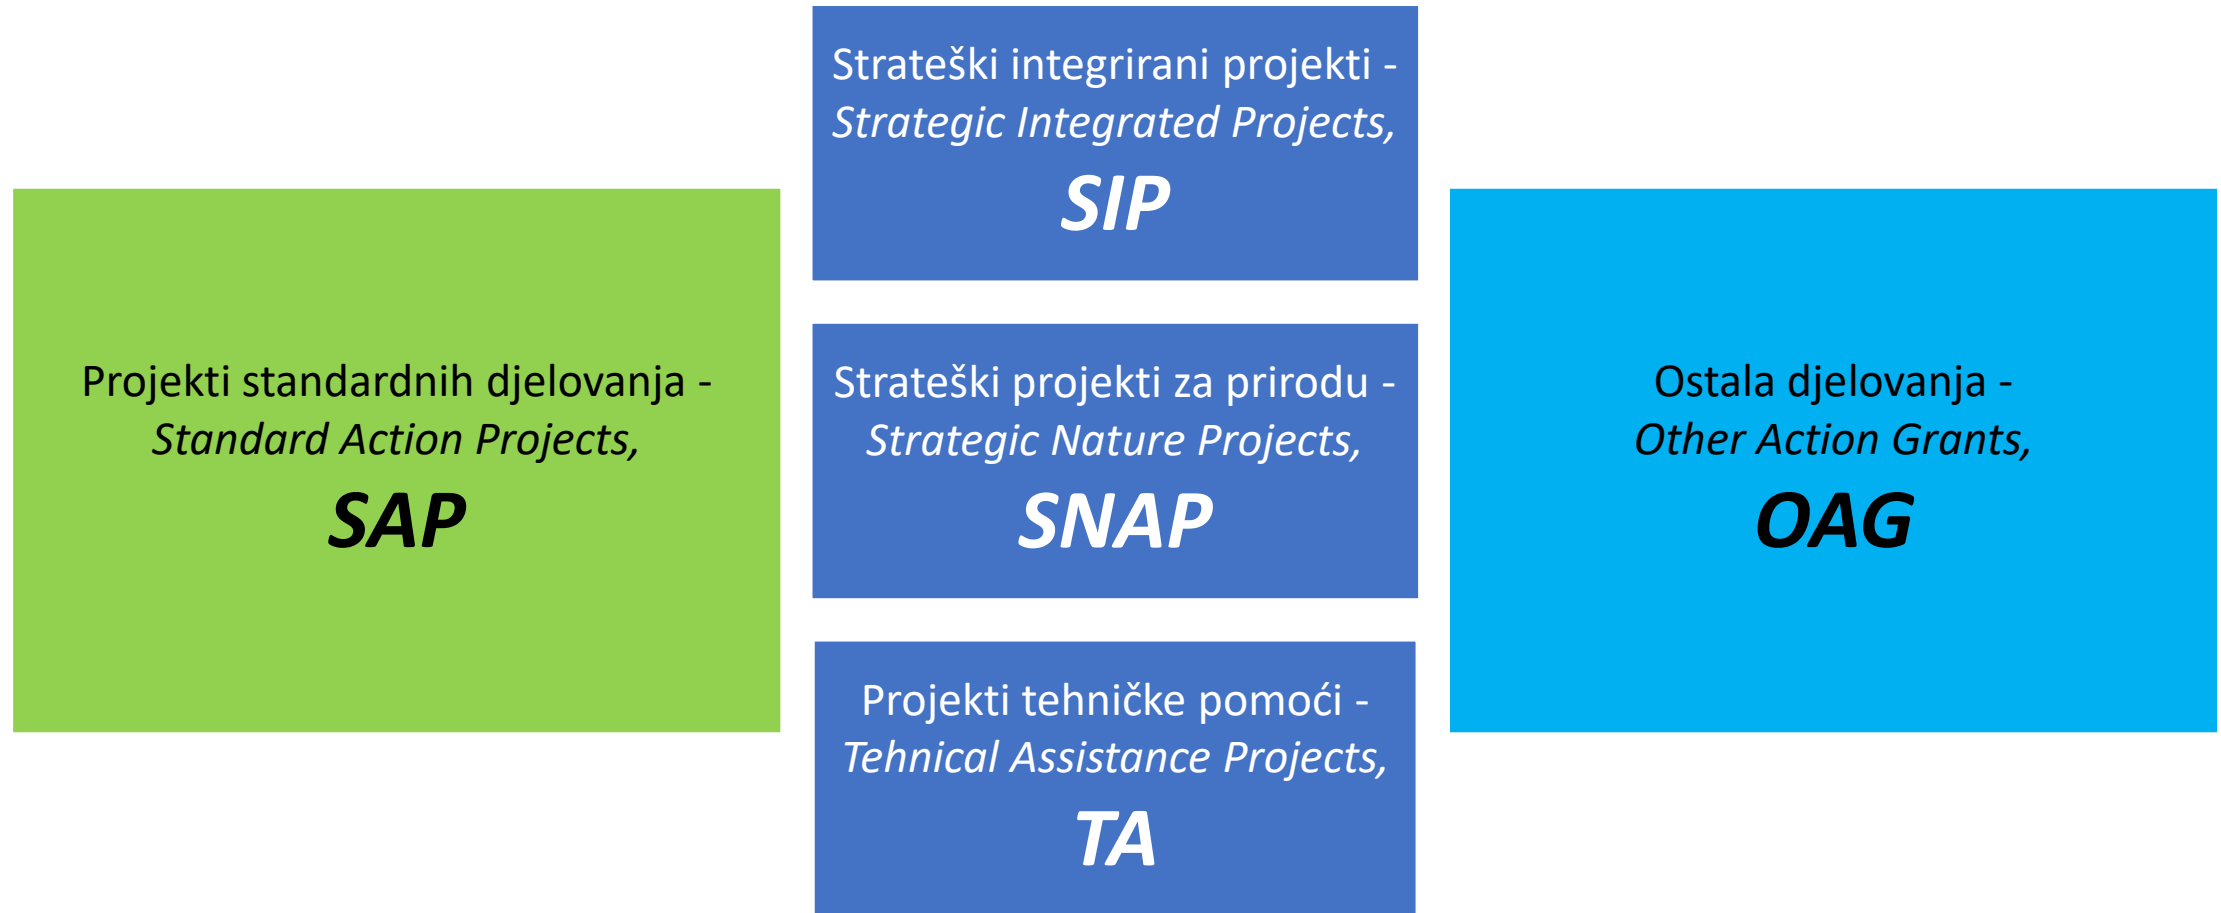 Projekti standardnih djelovanja -
Standard Action Projects,
SAP
Strateški integrirani projekti -
Strategic Integrated Projects,
SIP
Strateški projekti za prirodu -
Strategic Nature Projects,
SNAP
Projekti tehničke pomoći -
Tehnical Assistance Projects,
TA
Ostala djelovanja -
Other Action Grants,
OAG